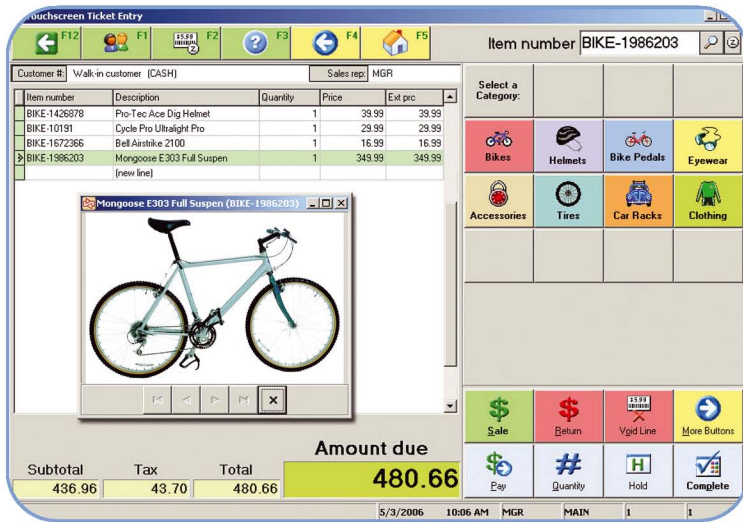 Touchscreen Ticket Entry
F12 F1 F2 F3 F4 F5
Item number BIKE-1986203
Customer #: Walk-in customer (CASH) Sales rep: MGR
Item number Description Quantity Price Ext prc
BIKE-1426878 Pro-Tec Ace Dig Helmet 1 39.99 39.99
BIKE-10191 Cycle Pro Ultralight Pro 1 29.99 29.99
BIKE-1672366 Bell Airstrike 2100 1 16.99 16.99
BIKE-1986203 Mongoose E303 Full Suspen 1 349.99 349.99
(new line)
Select a
Category:
Bikes Helmets Bike Pedals Eyewear
Accessories Tires Car Racks Clothing
Mongoose E303 Full Suspen (BIKE-1986203)
Sale Return Void Line More Buttons
Pay Quantity Hold Complete
Amount due
480.66
Subtotal Tax Total
436.96 43.70 480.66
5/3/2006 10:06 AM MGR MAIN 1 1